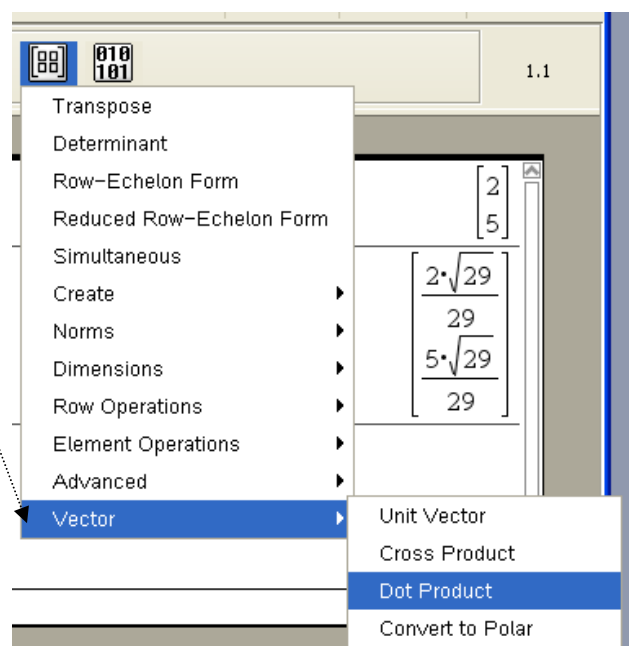 010
101
1.1
Transpose
Determinant
Row-Echelon Form
Reduced Row-Echelon Form
Simultaneous
Create
Norms
Dimensions
Row Operations
Element Operations
Advanced
Vector
[2
5]
[2·√29
29
5·√29
29]
Unit Vector
Cross Product
Dot Product
Convert to Polar